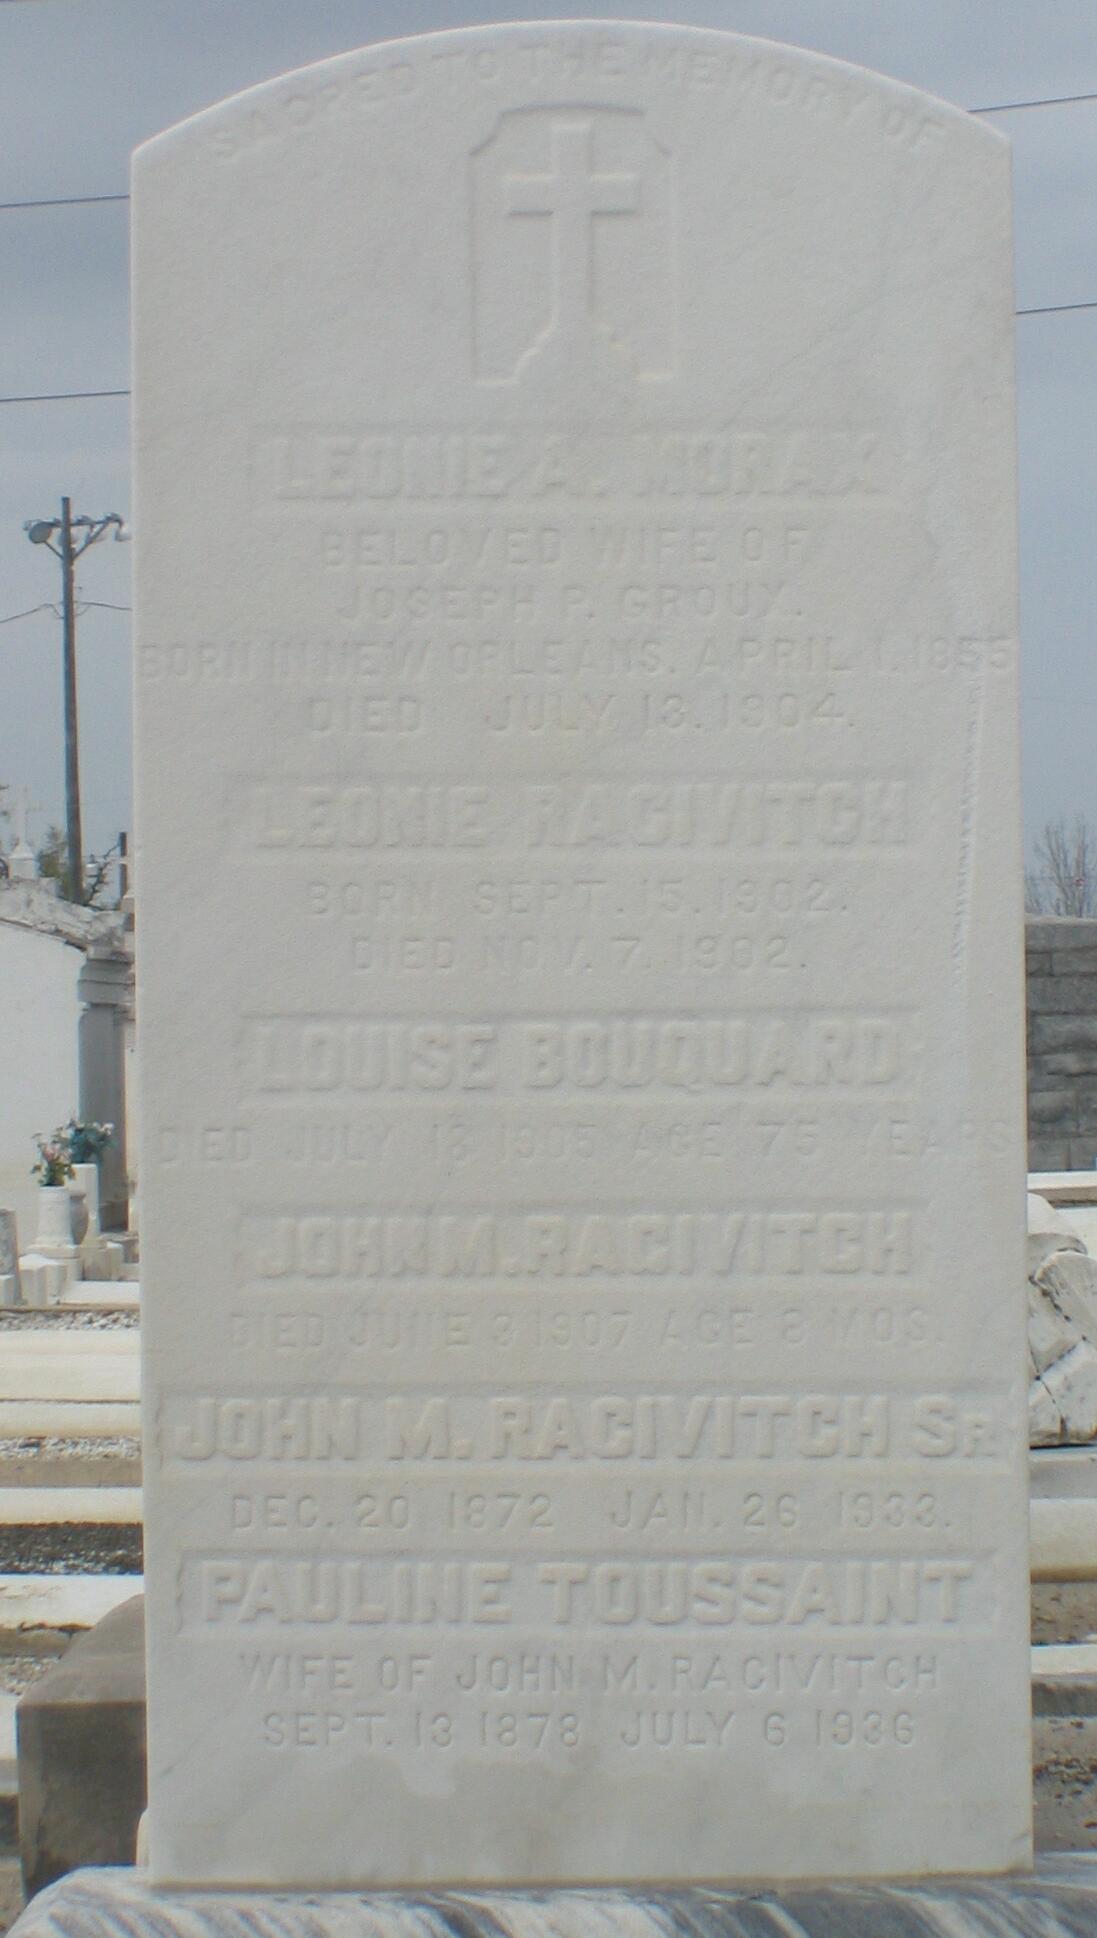 SACRED TO THE MEMORY OF
LEONIE A. MORAX
BELOVED WIFE OF
JOSEPH P. GROUX.
BORN IN NEW ORLEANS. APRIL 1. 1855
DIED JULY 13. 1904.
LEONIE RACIVITCH
BORN SEPT. 15. 1902.
DIED NOV. 7. 1902.
LOUISE BOUQUARD
DIED JULY 18 1905 AGE 75 YEARS
JOHN M. RACIVITCH
DIED JUNE 3 1907 AGE 8 MOS.
JOHN M. RACIVITCH SR
DEC. 20 1872 JAN. 26 1933.
PAULINE TOUSSAINT
WIFE OF JOHN M. RACIVITCH
SEPT. 13 1878 JULY 6 1936